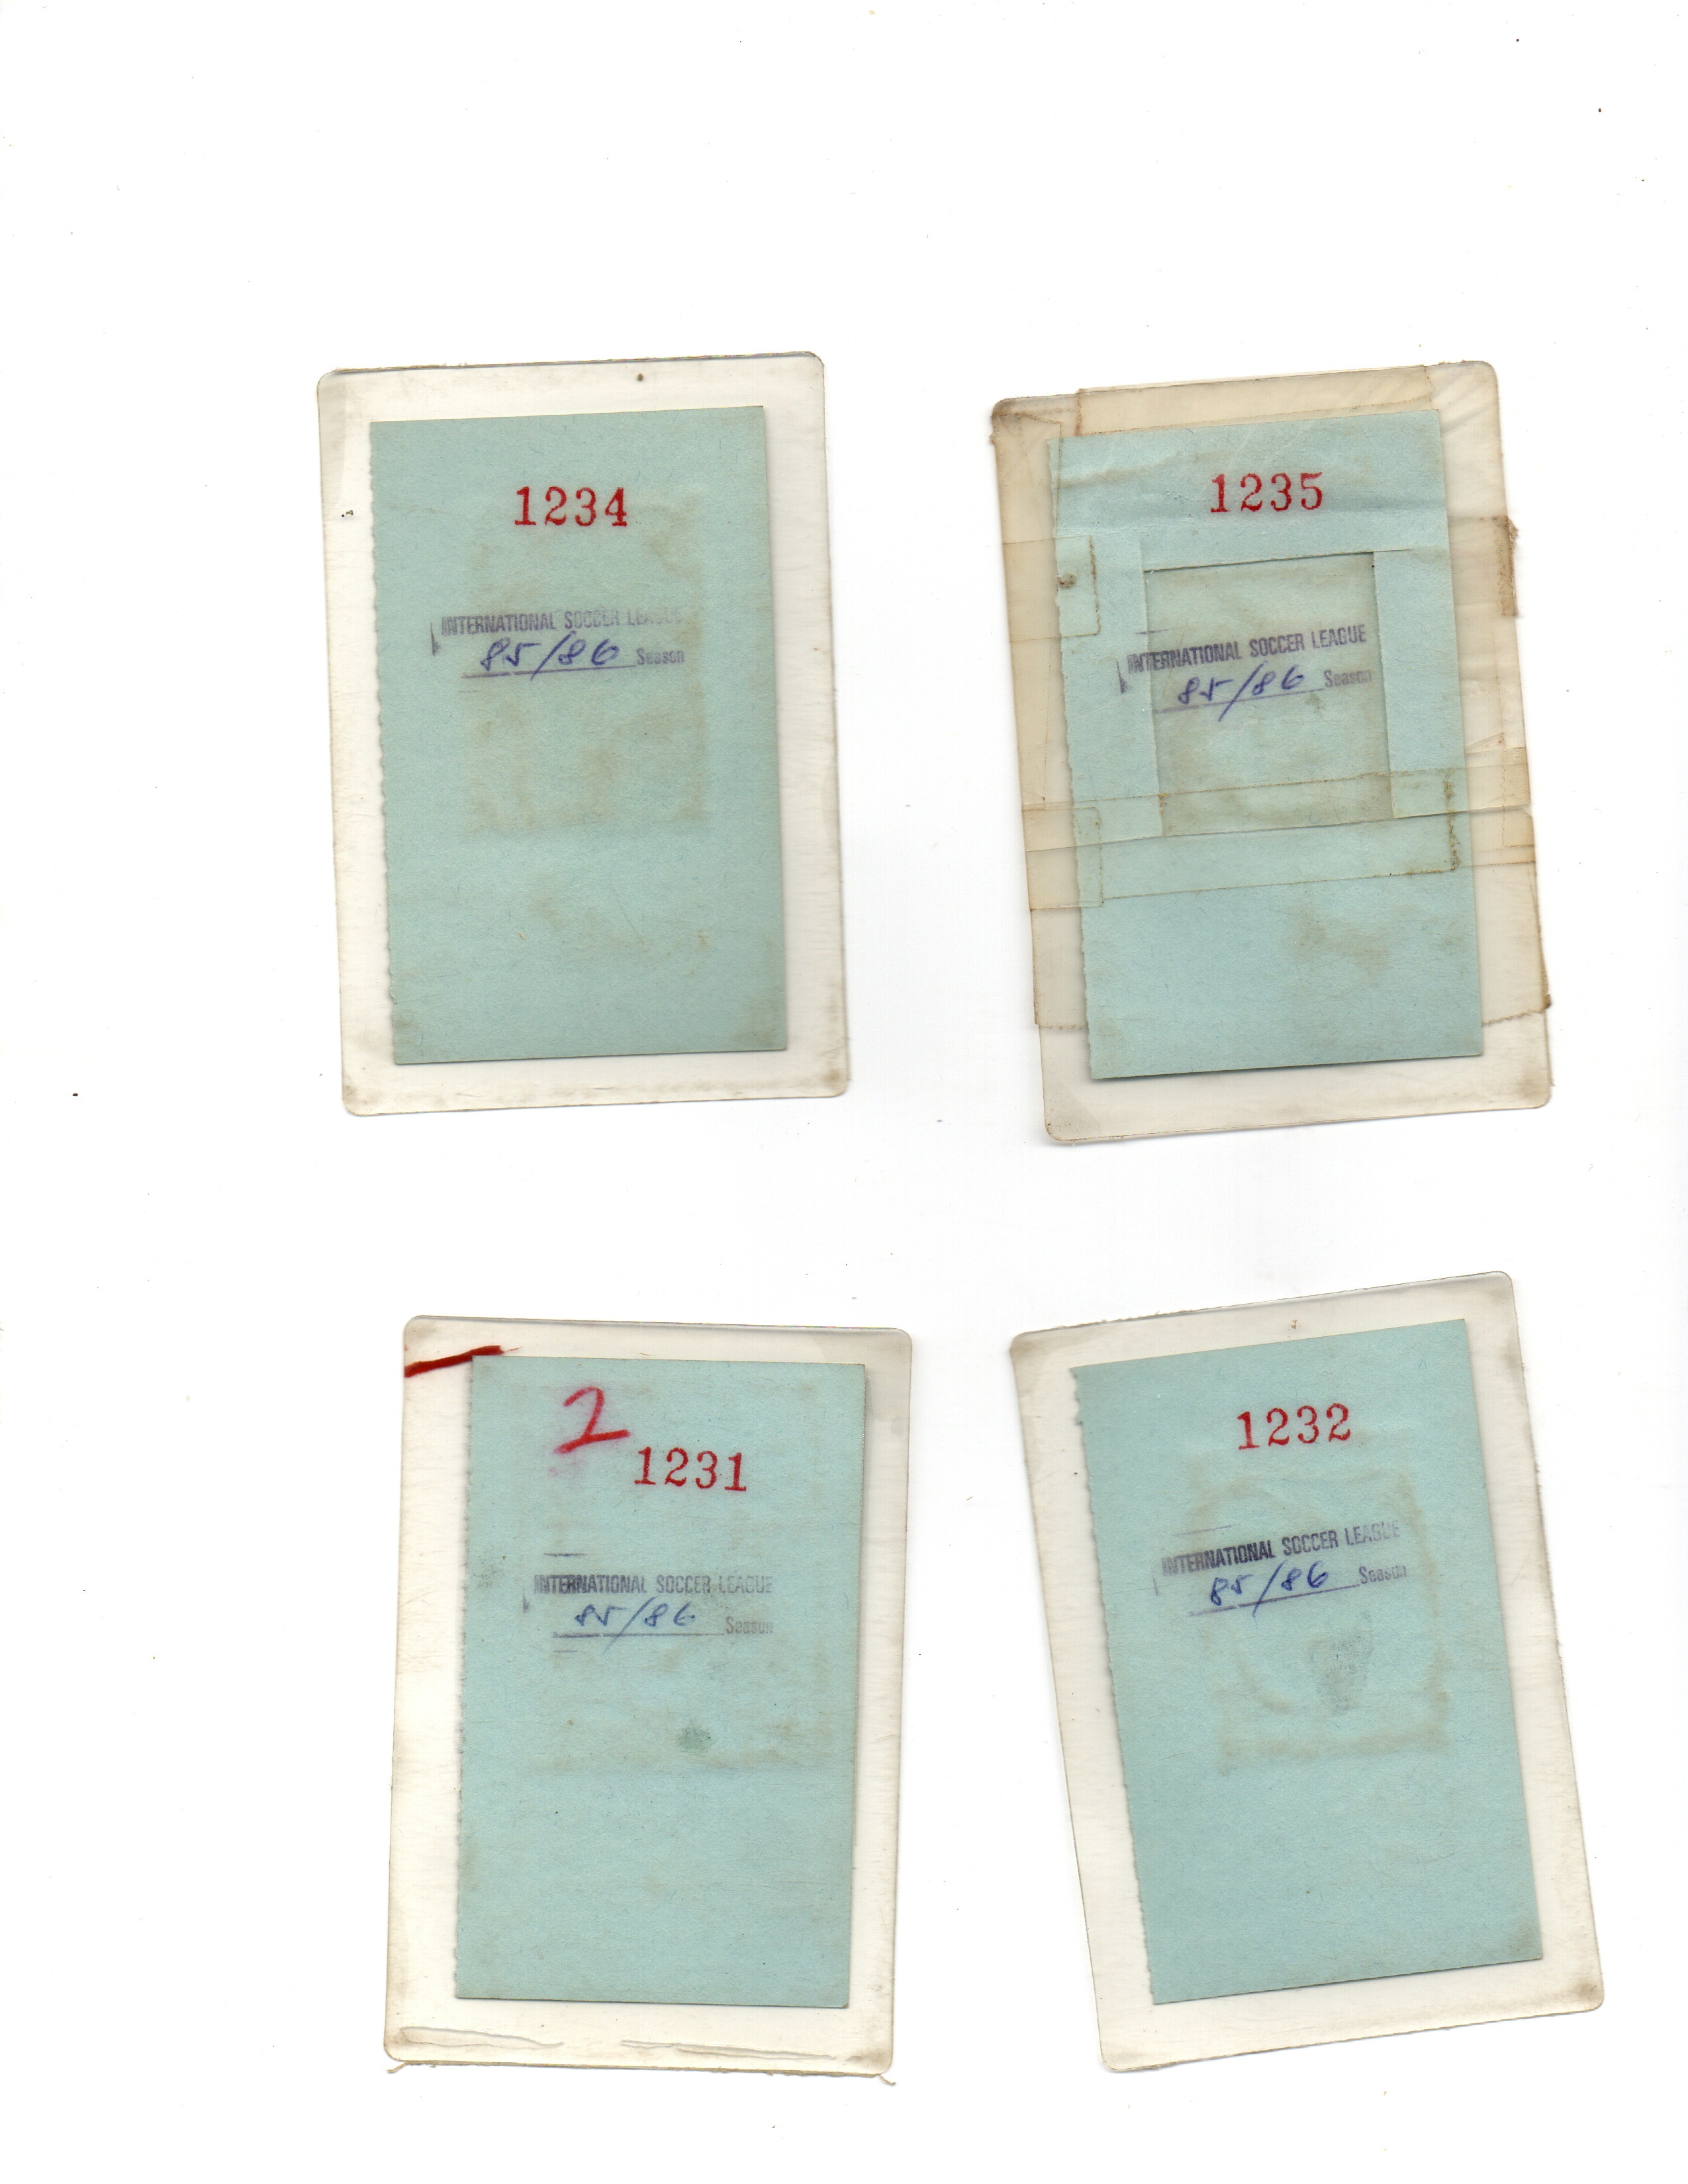 1234
INTERNATIONAL SOCCER LEAGUE
85/86 Season
1235
INTERNATIONAL SOCCER LEAGUE
85/86 Season
2
1231
INTERNATIONAL SOCCER LEAGUE
85/86 Season
1232
INTERNATIONAL SOCCER LEAGUE
85/86 Season